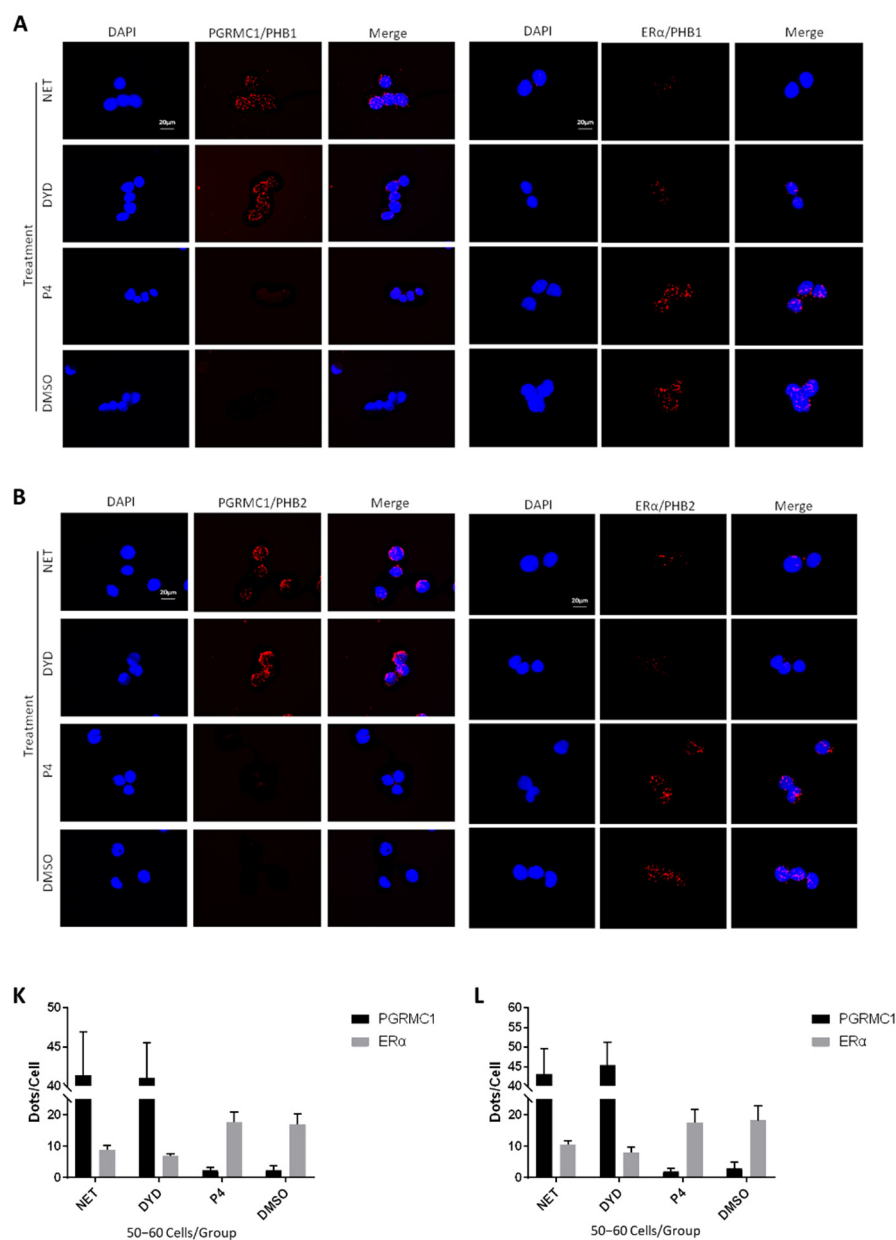 A
DAPI PGRMC1/PHB1 Merge DAPI ERα/PHB1 Merge
Treatment
NET
20μm
20μm
DYD
P4
DMSO
B
DAPI PGRMC1/PHB2 Merge DAPI ERα/PHB2 Merge
Treatment
NET
20μm
20μm
DYD
P4
DMSO
K
50
45
40
20
10
0
Dots/Cell
PGRMC1
ERα
NET DYD P4 DMSO
50–60 Cells/Group
L
60
55
50
45
40
20
10
0
Dots/Cell
PGRMC1
ERα
NET DYD P4 DMSO
50–60 Cells/Group